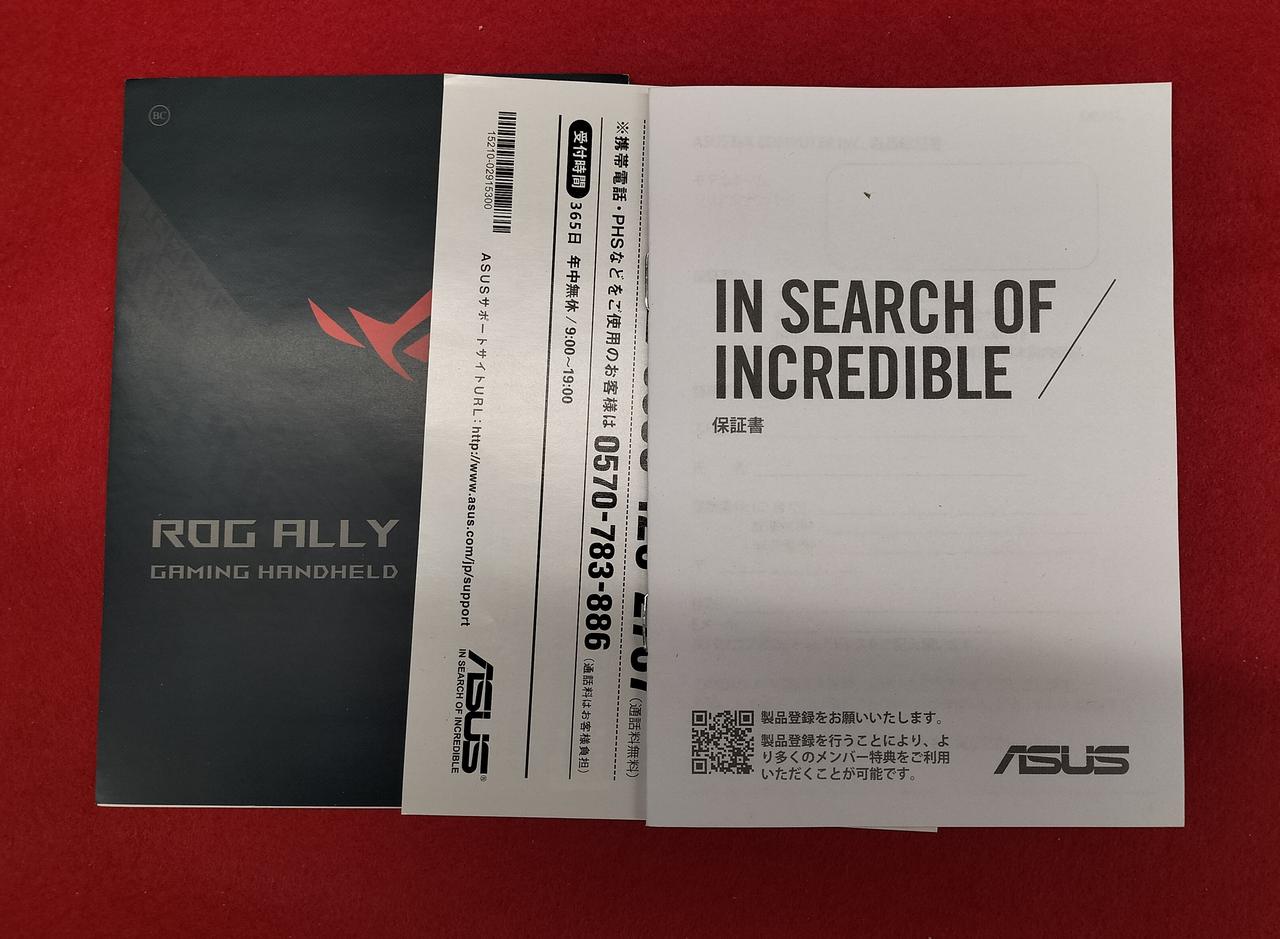 BC
ROG ALLY
GAMING HANDHELD
15210-02915300
ASUSサポートサイトURL：http://www.asus.com/jp/support
ASUS®
IN SEARCH OF INCREDIBLE
(通話料無料)
※携帯電話・PHSなどをご使用のお客様は 0570-783-886 (通話料はお客様負担)
受付時間 365日 年中無休 / 9:00～19:00
IN SEARCH OF
INCREDIBLE
保証書
製品登録をお願いいたします。
製品登録を行うことにより、よ
り多くのメンバー特典をご利用
いただくことが可能です。
ASUS